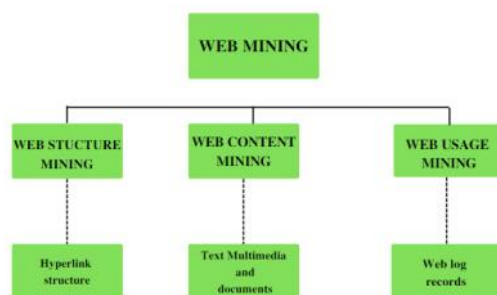 WEB MINING
WEB STUCTURE
MINING
WEB CONTENT
MINING
WEB USAGE
MINING
Hyperlink
structure
Text Multimedia
and
documents
Web log
records